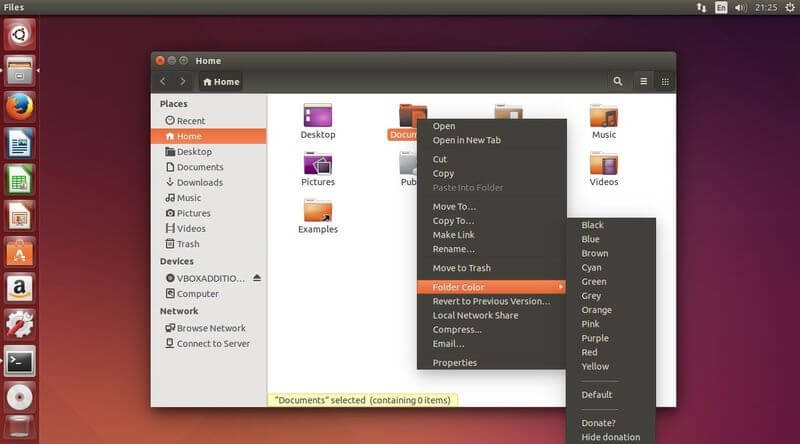 Files
En
21:25
Home
Home
Places
Recent
Home
Desktop
Documents
Downloads
Music
Pictures
Videos
Trash
Devices
VBOXADDITIO…
Computer
Network
Browse Network
Connect to Server
Desktop
Docum
Music
Pictures
Pub
Videos
Examples
Open
Open in New Tab
Cut
Copy
Paste Into Folder
Move To…
Copy To…
Make Link
Rename…
Move to Trash
Folder Color
Revert to Previous Version…
Local Network Share
Compress...
Email…
Properties
Black
Blue
Brown
Cyan
Green
Grey
Orange
Pink
Purple
Red
Yellow
Default
Donate?
Hide donation
"Documents" selected (containing 0 items)